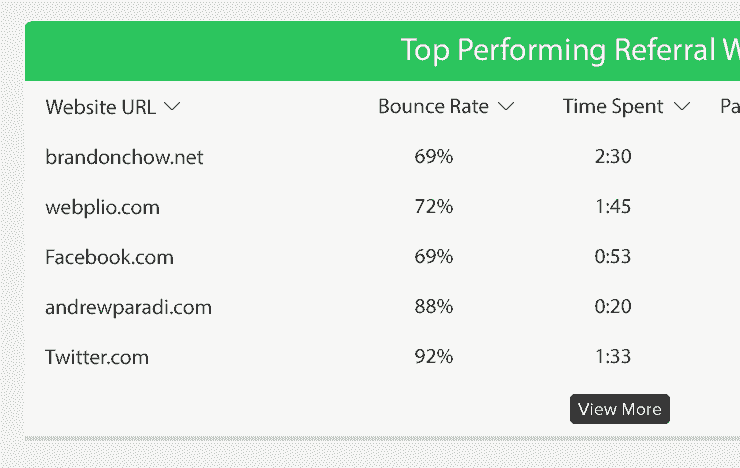 Top Performing Referral
Website URL Bounce Rate Time Spent
brandonchow.net 69% 2:30
webplio.com 72% 1:45
Facebook.com 69% 0:53
andrewparadi.com 88% 0:20
Twitter.com 92% 1:33
View More